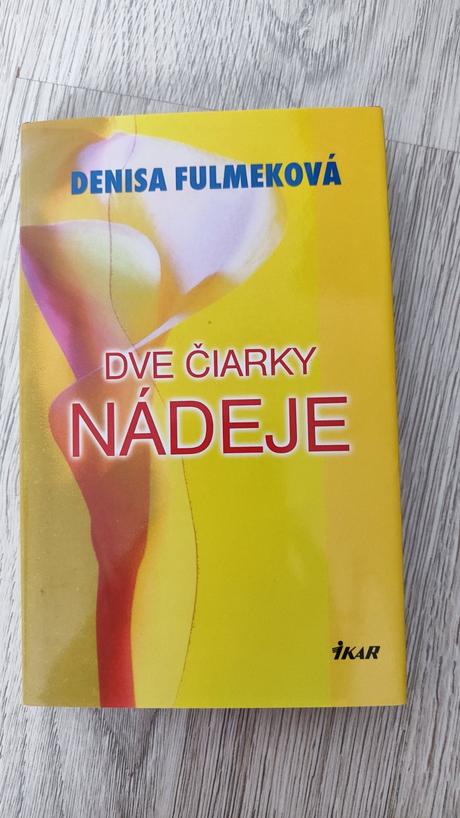 DENISA FULMEKOVÁ
DVE ČIARKY
NÁDEJE
IKAR